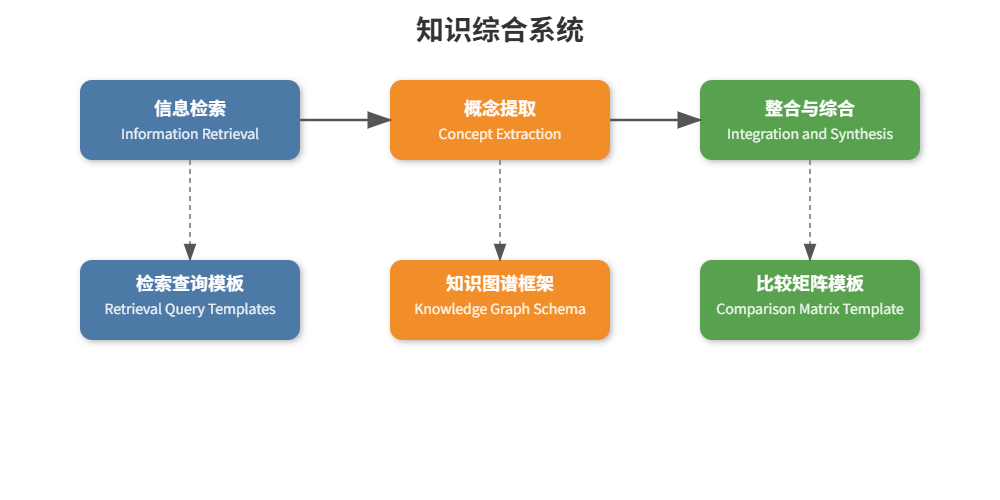 知识综合系统
信息检索
Information Retrieval
概念提取
Concept Extraction
整合与综合
Integration and Synthesis
检索查询模板
Retrieval Query Templates
知识图谱框架
Knowledge Graph Schema
比较矩阵模板
Comparison Matrix Template